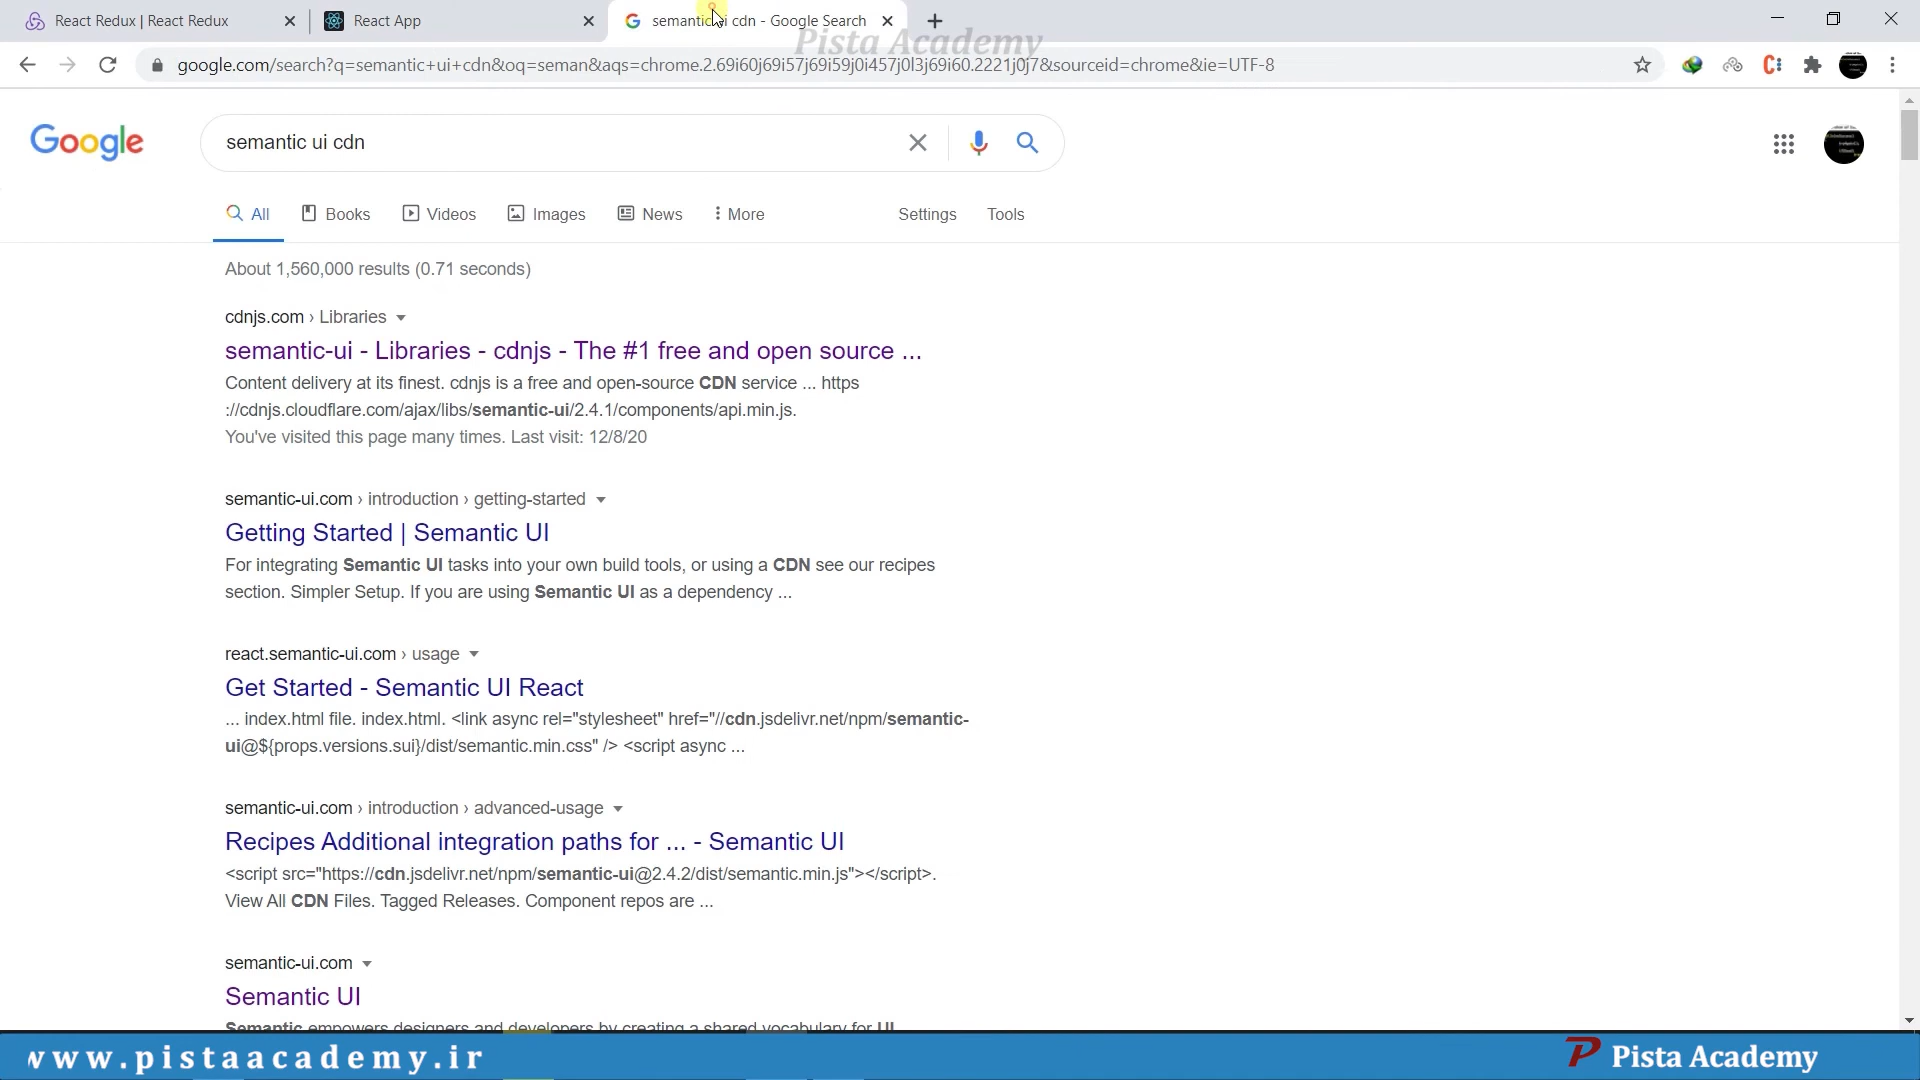 React Redux | React Redux
React App
semantic ui cdn - Google Search
Pista Academy
google.com/search?q=semantic+ui+cdn&oq=seman&aqs=chrome.2.69i60j69i57j69i59j0i457j0l3j69i60.2221j0j7&sourceid=chrome&ie=UTF-8
Google
semantic ui cdn
All
Books
Videos
Images
News
More
Settings
Tools
About 1,560,000 results (0.71 seconds)
cdnjs.com › Libraries
semantic-ui - Libraries - cdnjs - The #1 free and open source ...
Content delivery at its finest. cdnjs is a free and open-source CDN service ... https
://cdnjs.cloudflare.com/ajax/libs/semantic-ui/2.4.1/components/api.min.js.
You've visited this page many times. Last visit: 12/8/20
semantic-ui.com › introduction › getting-started
Getting Started | Semantic UI
For integrating Semantic UI tasks into your own build tools, or using a CDN see our recipes
section. Simpler Setup. If you are using Semantic UI as a dependency ...
react.semantic-ui.com › usage
Get Started - Semantic UI React
... index.html file. index.html. <link async rel="stylesheet" href="//cdn.jsdelivr.net/npm/semantic-
ui@${props.versions.sui}/dist/semantic.min.css" /> <script async ...
semantic-ui.com › introduction › advanced-usage
Recipes Additional integration paths for ... - Semantic UI
<script src="https://cdn.jsdelivr.net/npm/semantic-ui@2.4.2/dist/semantic.min.js"></script>.
View All CDN Files. Tagged Releases. Component repos are ...
semantic-ui.com
Semantic UI
Semantic empowers designers and developers by creating a shared vocabulary for UI
www.pistaacademy.ir
Pista Academy